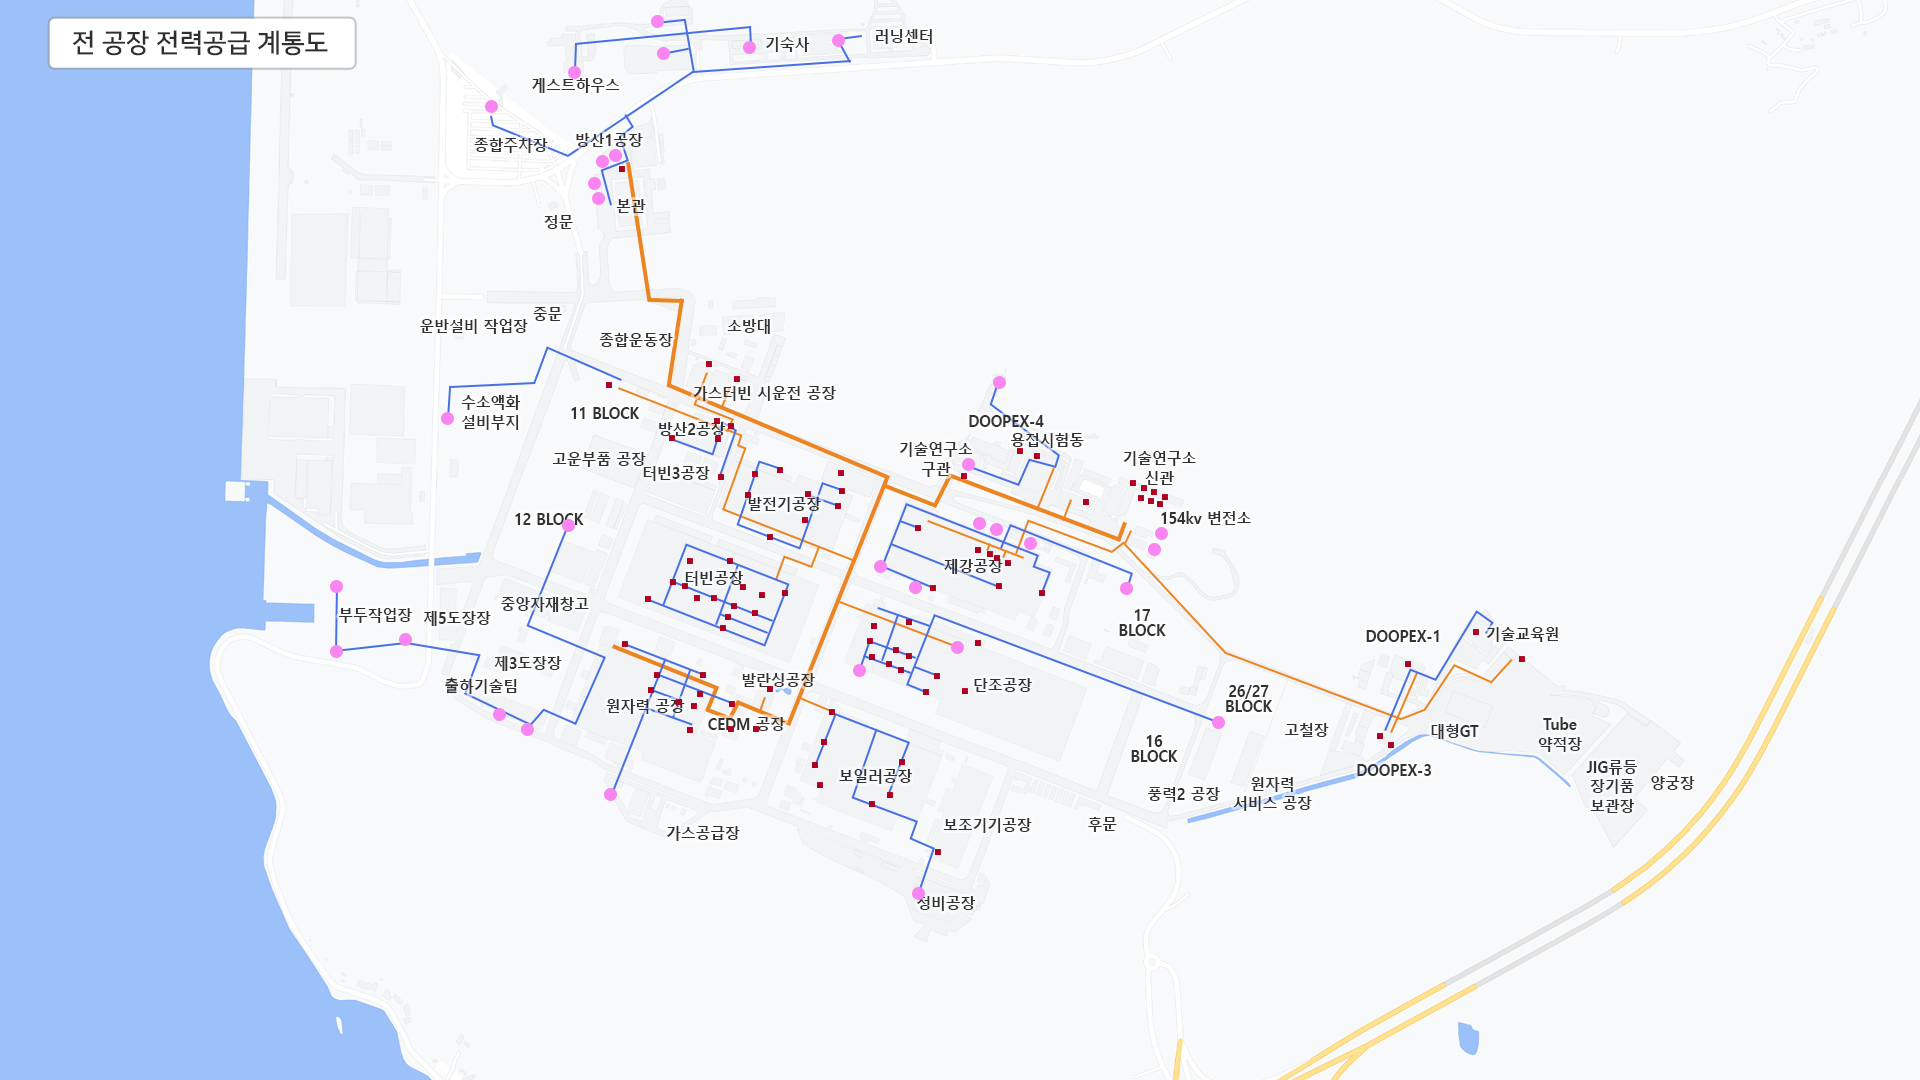 전 공장 전력공급 계통도
기숙사
러닝센터
게스트하우스
종합주차장
방산1공장
본관
정문
중문
운반설비 작업장
종합운동장
소방대
가스터빈 시운전 공장
수소액화
설비부지
11 BLOCK
방산2공장
고운부품 공장
터빈3공장
발전기공장
DOOPEX-4
용접시험동
기술연구소
구관
기술연구소
신관
154kv 변전소
12 BLOCK
터빈공장
제강공장
중앙자재창고
부두작업장
제5도장장
17
BLOCK
DOOPEX-1
기술교육원
제3도장장
출하기술팀
발란싱공장
단조공장
원자력 공장
CEDM 공장
26/27
BLOCK
고철장
대형GT
Tube
야적장
16
BLOCK
DOOPEX-3
보일러공장
풍력2 공장
원자력
서비스 공장
JIG류등
장기품
보관장
양궁장
가스공급장
보조기기공장
후문
정비공장